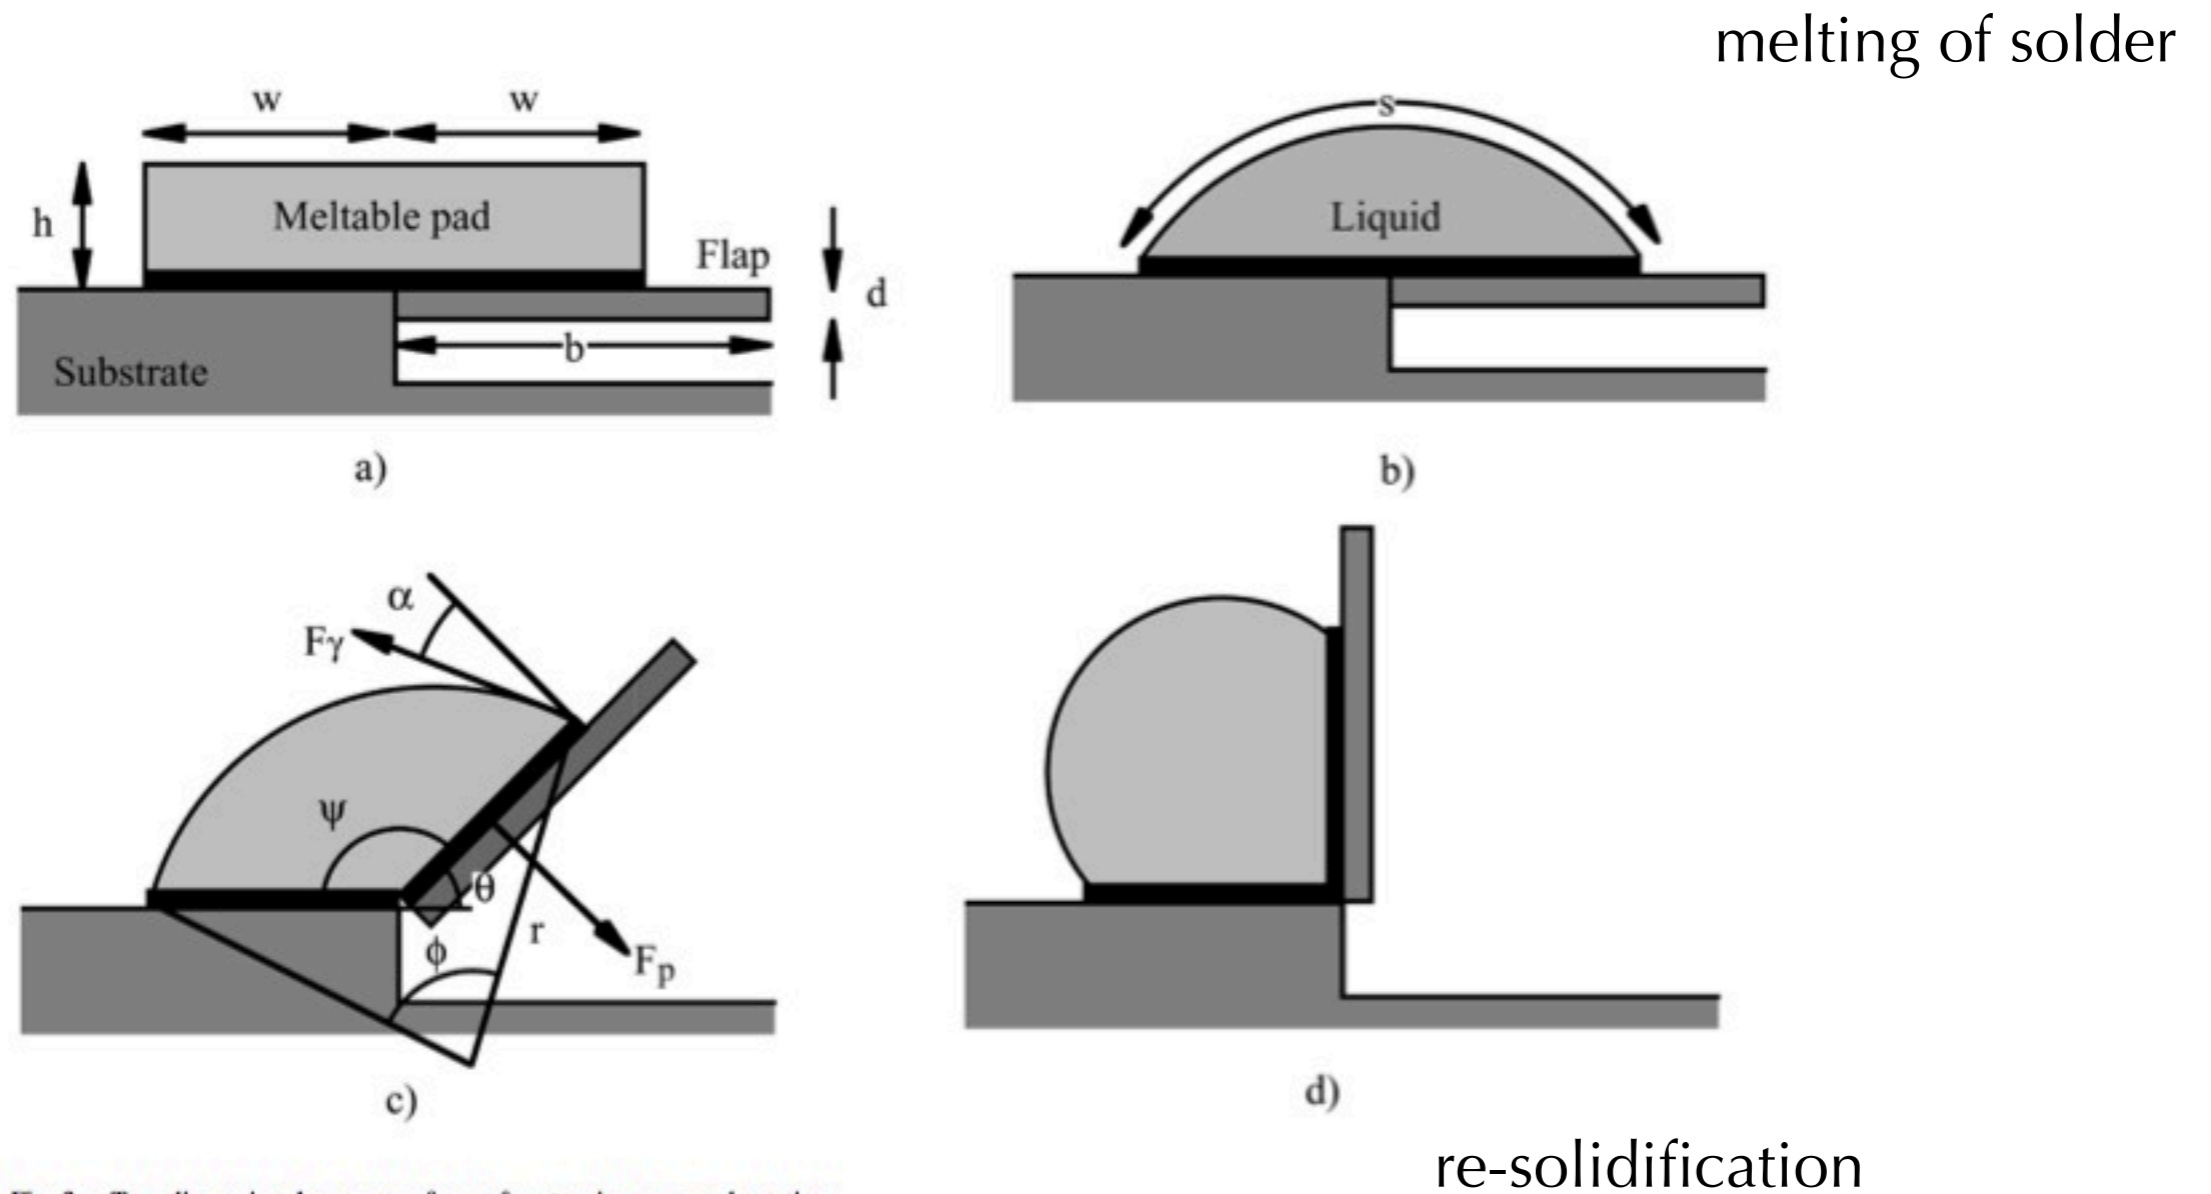 melting of solder
w w
s
h
Meltable pad
Flap
Liquid
d
b
Substrate
a)
b)
α
Fγ
ψ
θ
r
ϕ
Fp
c)
d)
re-solidification